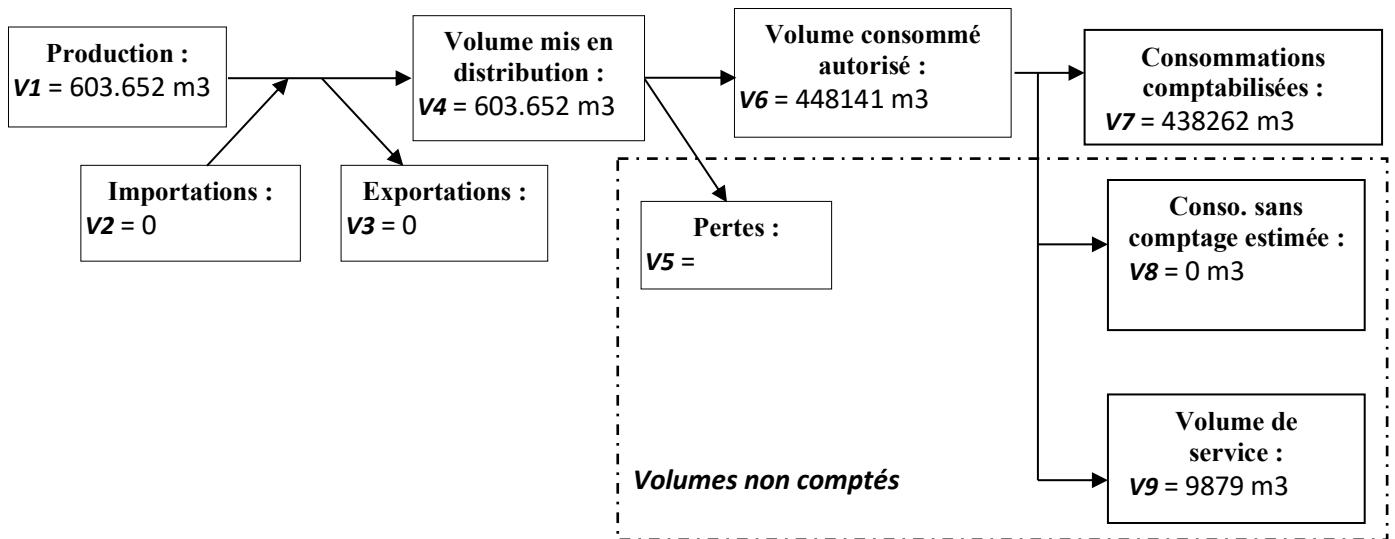 Production :
V1 = 603.652 m3
Volume mis en
distribution :
V4 = 603.652 m3
Volume consommé
autorisé :
V6 = 448141 m3
Consommations
comptabilisées :
V7 = 438262 m3
Importations :
V2 = 0
Exportations :
V3 = 0
Pertes :
V5 =
Conso. sans
comptage estimée :
V8 = 0 m3
Volume de
service :
V9 = 9879 m3
Volumes non comptés